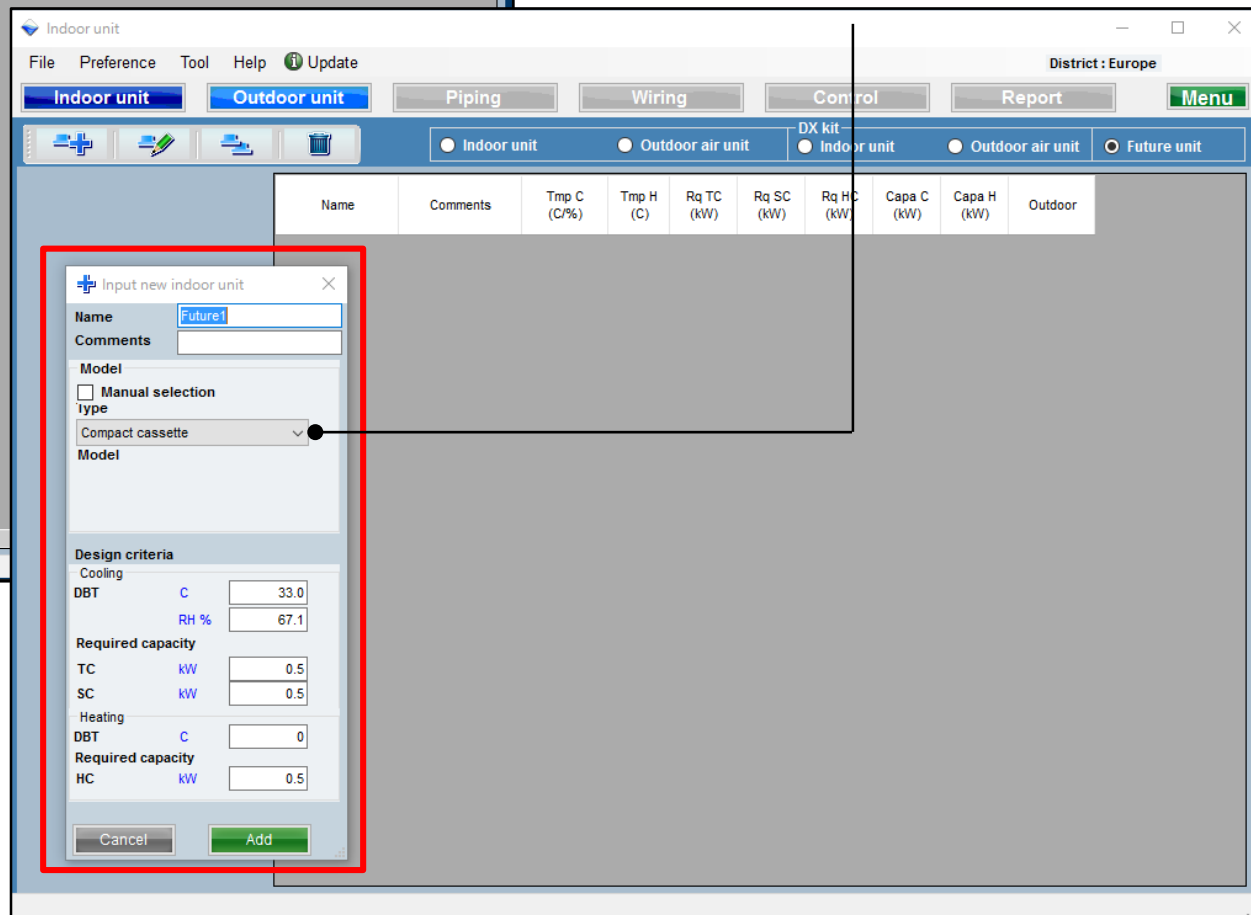 Indoor unit
File Preference Tool Help Update District : Europe
Indoor unit Outdoor unit Piping Wiring Control Report Menu
DX kit
Indoor unit Outdoor air unit Indoor unit Outdoor air unit Future unit
Name Comments Tmp C (C/%) Tmp H (C) Rq TC (kW) Rq SC (kW) Rq HC (kW) Capa C (kW) Capa H (kW) Outdoor
Input new indoor unit
Name Future1
Comments
Model
Manual selection
Type
Compact cassette
Model
Design criteria
Cooling
DBT C 33.0
RH % 67.1
Required capacity
TC kW 0.5
SC kW 0.5
Heating
DBT C 0
Required capacity
HC kW 0.5
Cancel Add